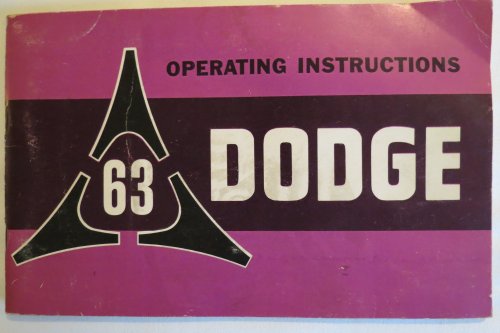 OPERATING INSTRUCTIONS
63 DODGE